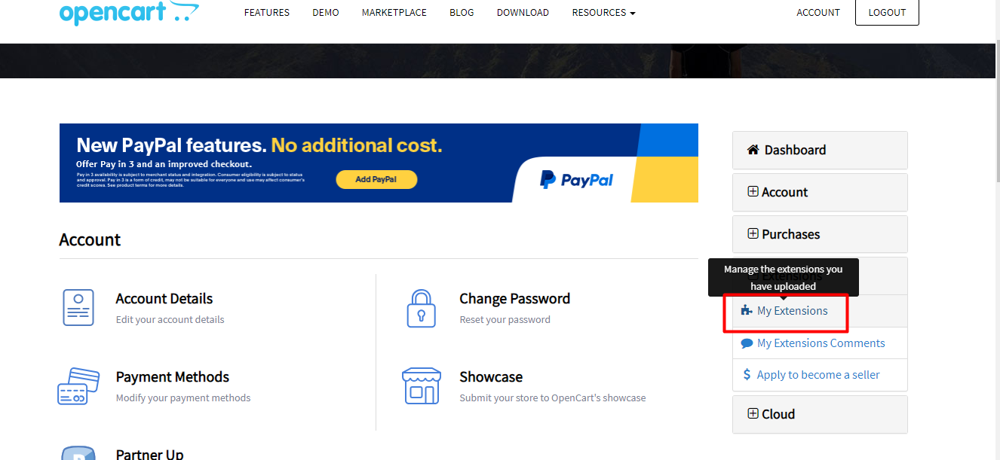 opencart
FEATURES
DEMO
MARKETPLACE
BLOG
DOWNLOAD
RESOURCES
ACCOUNT
LOGOUT
New PayPal features. No additional cost.
Offer Pay in 3 and an improved checkout.
Pay in 3 availability is subject to merchant status and integration. Consumer eligibility is subject to status
and approval. Pay in 3 is a form of credit, may not be suitable for everyone and use may affect consumer's
credit scores. See product terms for more details.
Add PayPal
PayPal
Account
Account Details
Edit your account details
Change Password
Reset your password
Payment Methods
Modify your payment methods
Showcase
Submit your store to OpenCart's showcase
Partner Up
Dashboard
Account
Purchases
Extensions
Manage the extensions you
have uploaded
My Extensions
My Extensions Comments
Apply to become a seller
Cloud